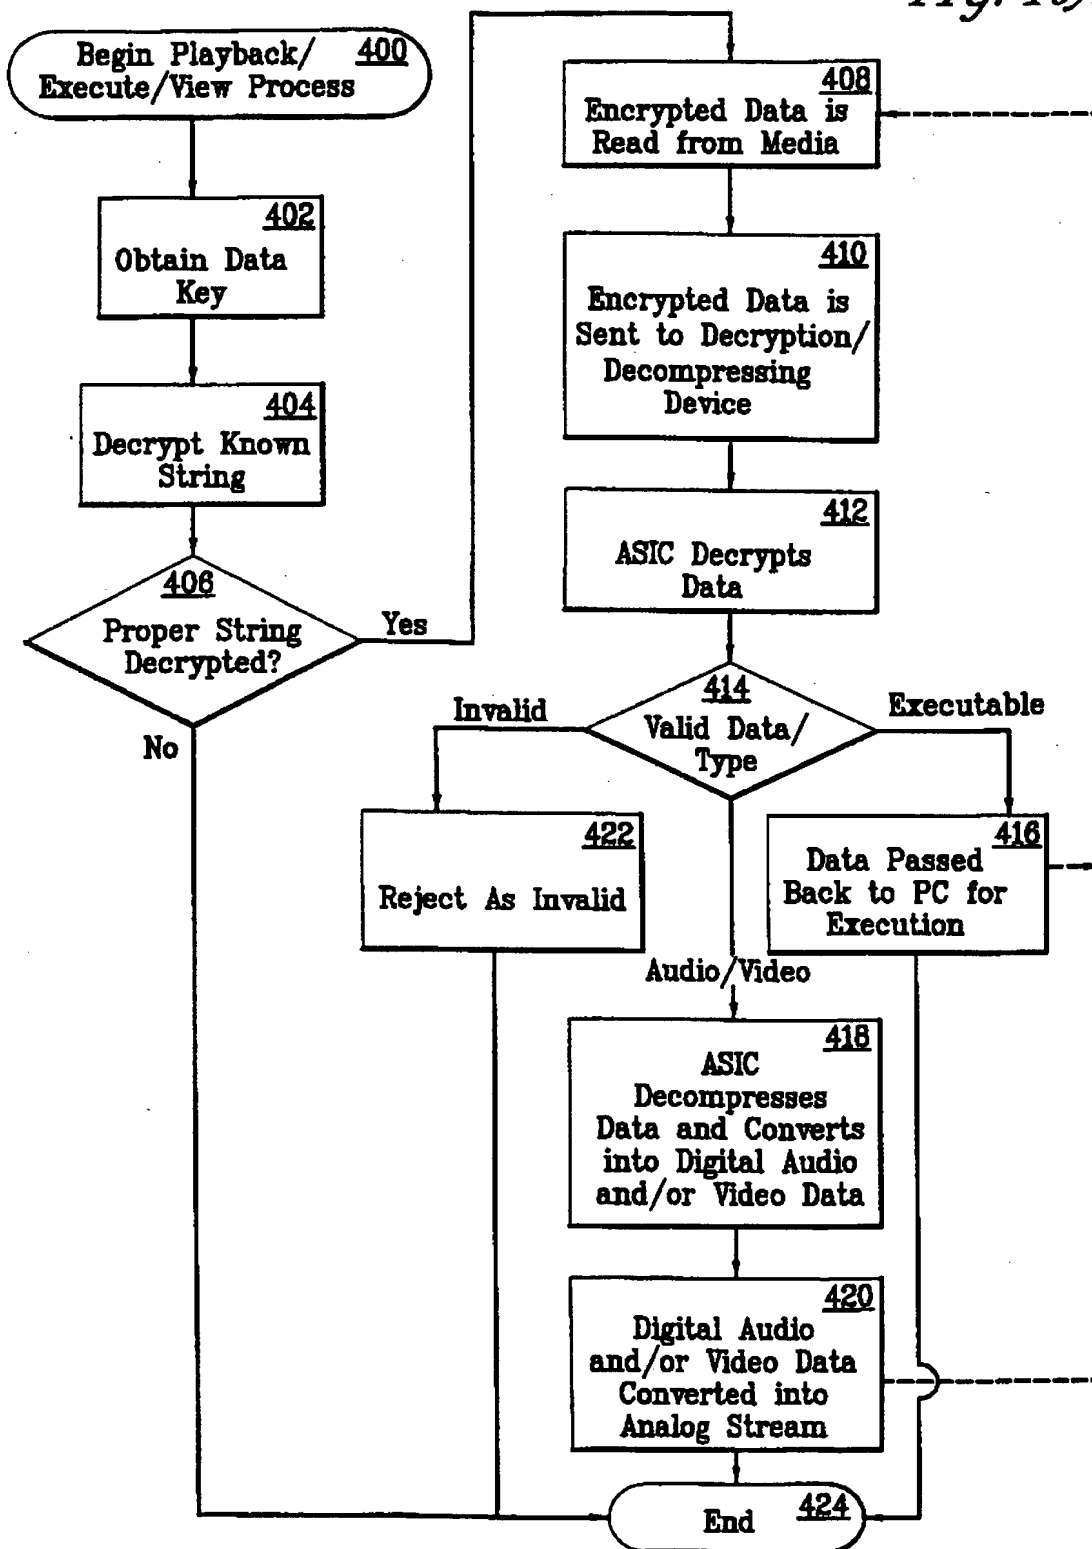 Begin Playback/ 400
Execute/View Process
402
Obtain Data
Key
404
Decrypt Known
String
406
Proper String
Decrypted?
Yes
No
408
Encrypted Data is
Read from Media
410
Encrypted Data is
Sent to Decryption/
Decompressing
Device
412
ASIC Decrypts
Data
414
Valid Data/
Type
Invalid
Executable
422
Reject As Invalid
416
Data Passed
Back to PC for
Execution
Audio/Video
418
ASIC
Decompresses
Data and Converts
into Digital Audio
and/or Video Data
420
Digital Audio
and/or Video Data
Converted into
Analog Stream
End 424